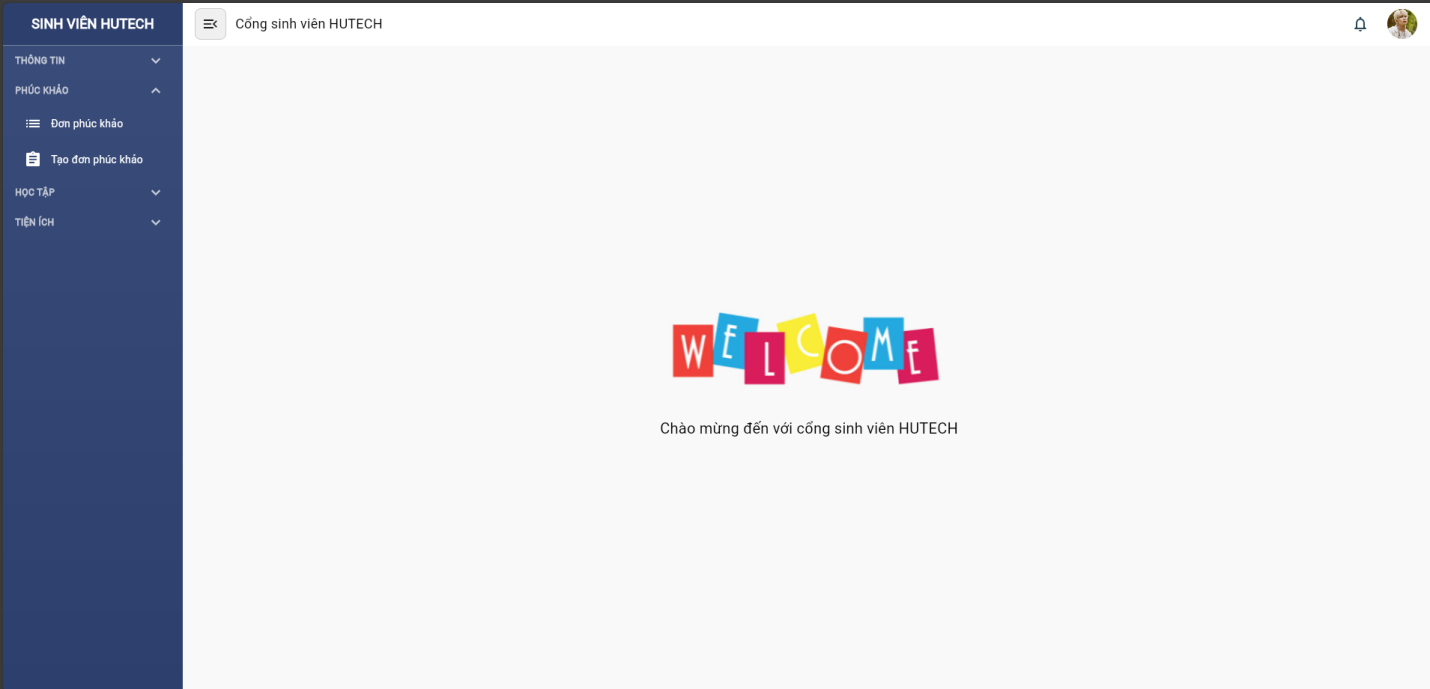 SINH VIÊN HUTECH
Cổng sinh viên HUTECH
THÔNG TIN
PHÚC KHẢO
Đơn phúc khảo
Tạo đơn phúc khảo
HỌC TẬP
TIỆN ÍCH
WELCOME
Chào mừng đến với cổng sinh viên HUTECH